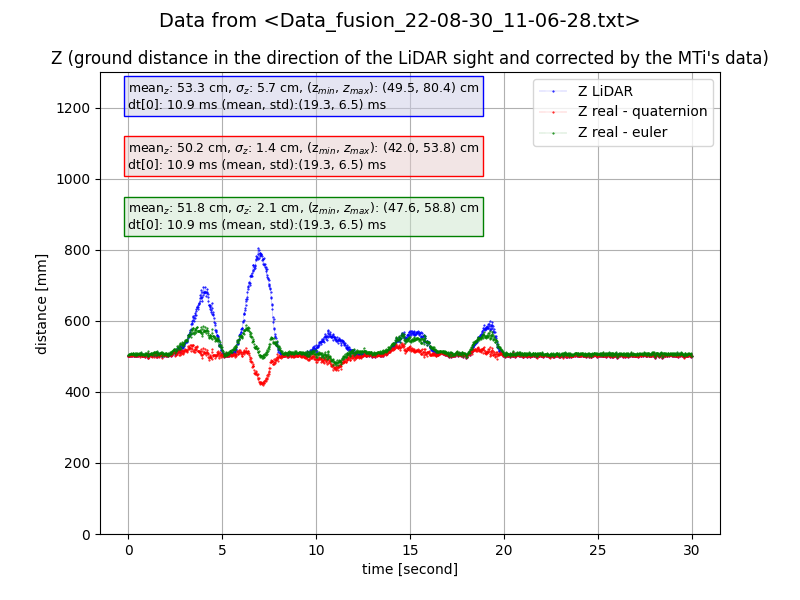 Data from <Data_fusion_22-08-30_11-06-28.txt>
Z (ground distance in the direction of the LiDAR sight and corrected by the MTi's data)
mean_z: 53.3 cm, σ_z: 5.7 cm, (z_min, z_max): (49.5, 80.4) cm
dt[0]: 10.9 ms (mean, std):(19.3, 6.5) ms
mean_z: 50.2 cm, σ_z: 1.4 cm, (z_min, z_max): (42.0, 53.8) cm
dt[0]: 10.9 ms (mean, std):(19.3, 6.5) ms
mean_z: 51.8 cm, σ_z: 2.1 cm, (z_min, z_max): (47.6, 58.8) cm
dt[0]: 10.9 ms (mean, std):(19.3, 6.5) ms
Z LiDAR
Z real - quaternion
Z real - euler
distance [mm]
1200
1000
800
600
400
200
0
0 5 10 15 20 25 30
time [second]